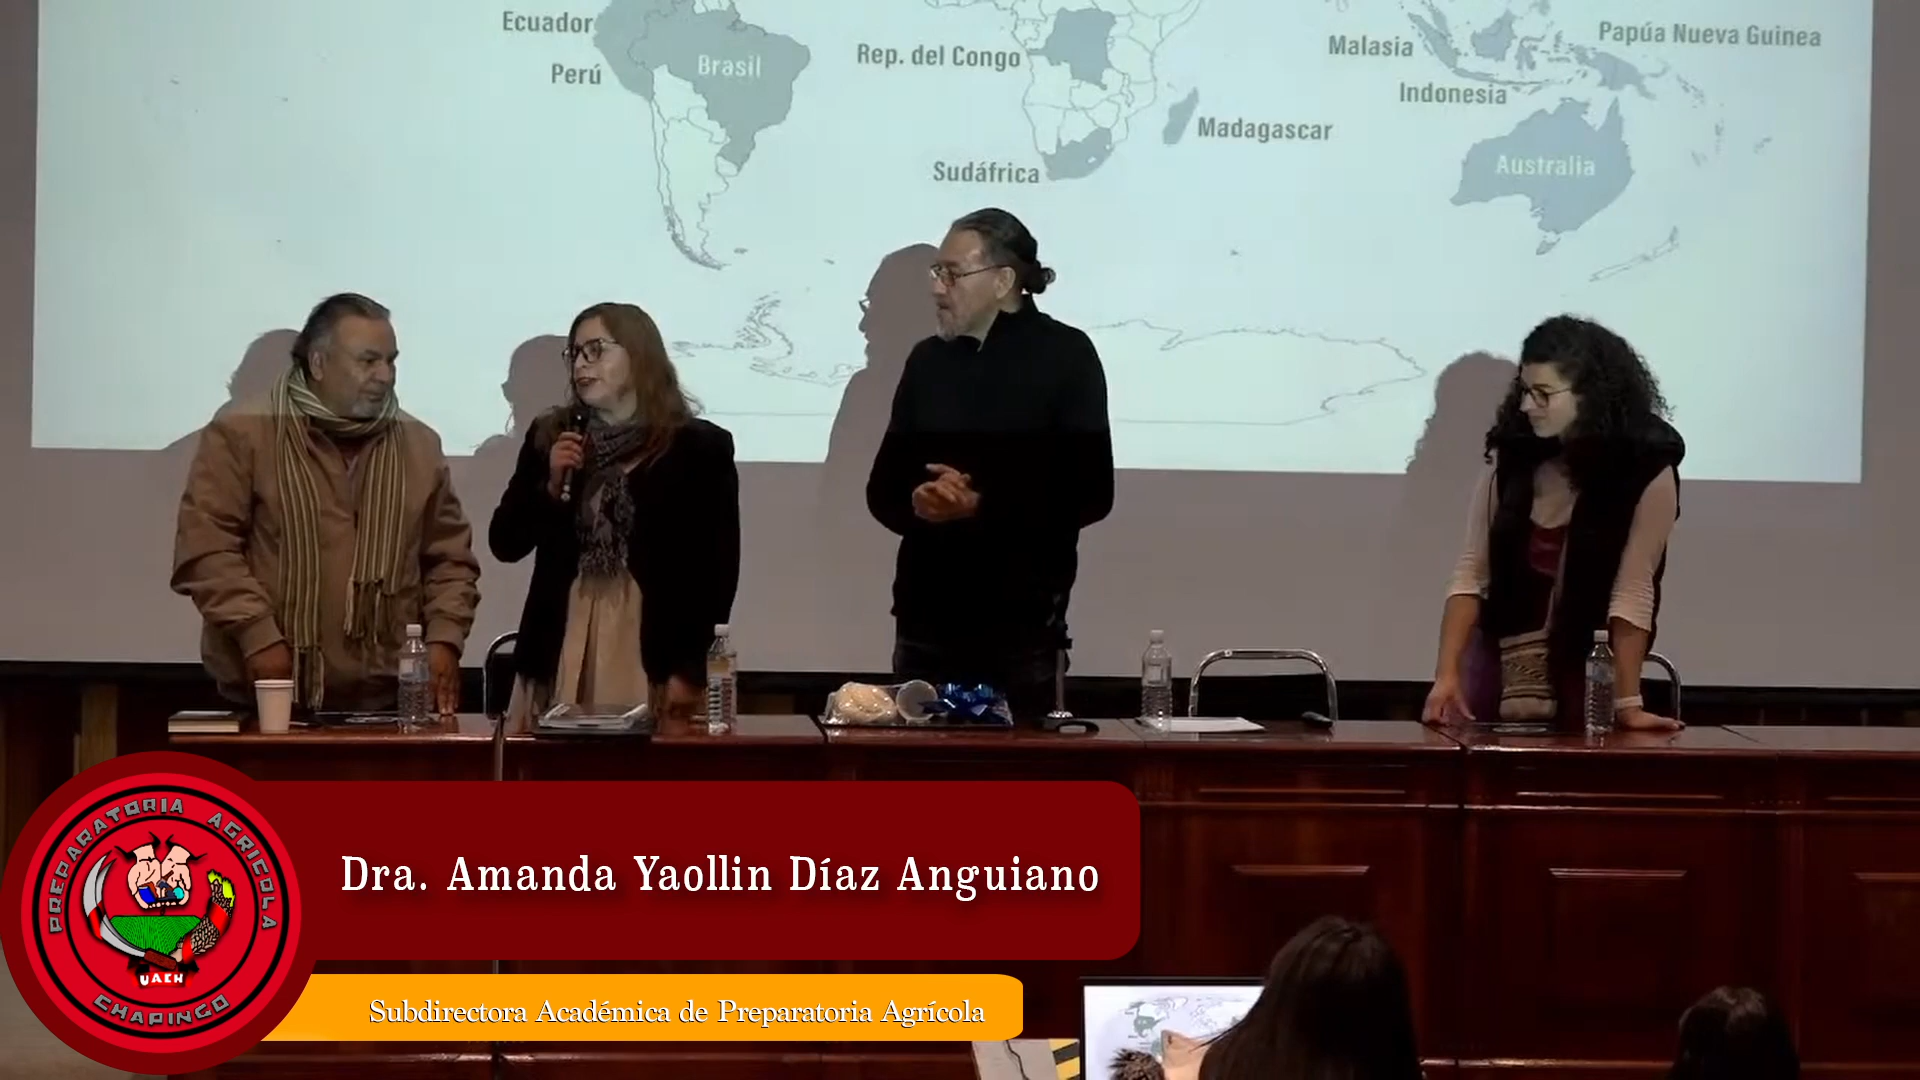 Ecuador
Perú
Brasil
Rep. del Congo
Sudáfrica
Madagascar
Malasia
Papúa Nueva Guinea
Indonesia
Australia
PREPARATORIA AGRICOLA
UACH
CHAPINGO
Dra. Amanda Yaollin Díaz Anguiano
Subdirectora Académica de Preparatoria Agrícola